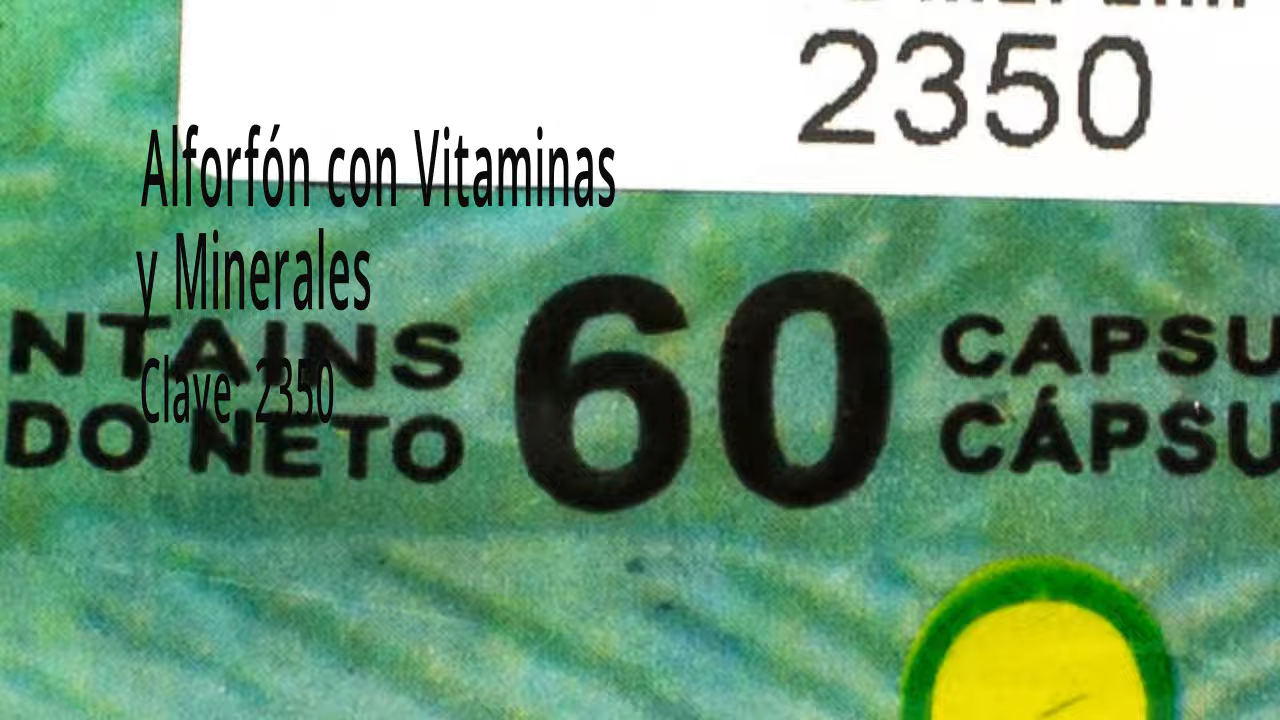 2350
Alforfón con Vitaminas
y Minerales
NTAINS 60 CAPSU
Clave: 2350
DO NETO CÁPSU